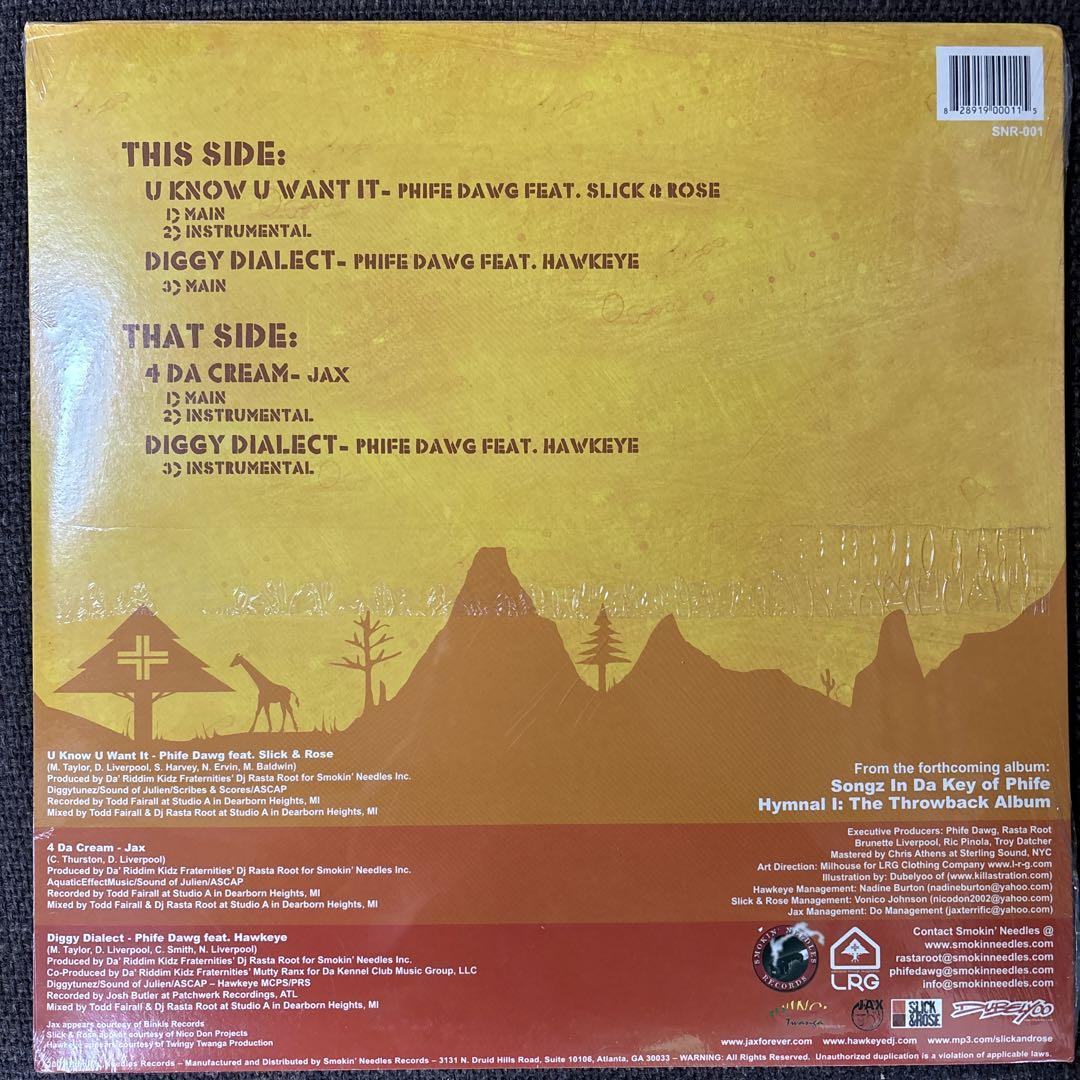 8 28919 00011 5
SNR-001
THIS SIDE:
U KNOW U WANT IT- PHIFE DAWG FEAT. SLICK & ROSE
1) MAIN
2) INSTRUMENTAL
DIGGY DIALECT- PHIFE DAWG FEAT. HAWKEYE
3) MAIN
THAT SIDE:
4 DA CREAM- JAX
1) MAIN
2) INSTRUMENTAL
DIGGY DIALECT- PHIFE DAWG FEAT. HAWKEYE
3) INSTRUMENTAL
U Know U Want It - Phife Dawg feat. Slick & Rose
(M. Taylor, D. Liverpool, S. Harvey, N. Ervin, M. Baldwin)
Produced by Da' Riddim Kidz Fraternities' Dj Rasta Root for Smokin' Needles Inc.
Diggytunez/Sound of Julien/Scribes & Scores/ASCAP
Recorded by Todd Fairall at Studio A in Dearborn Heights, MI
Mixed by Todd Fairall & Dj Rasta Root at Studio A in Dearborn Heights, MI
4 Da Cream - Jax
(C. Thurston, D. Liverpool)
Produced by Da' Riddim Kidz Fraternities' Dj Rasta Root for Smokin' Needles Inc.
AquaticEffectMusic/Sound of Julien/ASCAP
Recorded by Todd Fairall at Studio A in Dearborn Heights, MI
Mixed by Todd Fairall & Dj Rasta Root at Studio A in Dearborn Heights, MI
Diggy Dialect - Phife Dawg feat. Hawkeye
(M. Taylor, D. Liverpool, C. Smith, N. Liverpool)
Produced by Da' Riddim Kidz Fraternities' Dj Rasta Root for Smokin' Needles Inc.
Co-Produced by Da' Riddim Kidz Fraternities' Mutty Ranx for Da Kennel Club Music Group, LLC
Diggytunez/Sound of Julien/ASCAP – Hawkeye MCPS/PRS
Recorded by Josh Butler at Patchwerk Recordings, ATL
Mixed by Todd Fairall & Dj Rasta Root at Studio A in Dearborn Heights, MI
Jax appears courtesy of Binkis Records
Slick & Rose appear courtesy of Nico Don Projects
Hawkeye appears courtesy of Twingy Twanga Production
From the forthcoming album:
Songz In Da Key of Phife
Hymnal I: The Throwback Album
Executive Producers: Phife Dawg, Rasta Root
Brunette Liverpool, Ric Pinola, Troy Datcher
Mastered by Chris Athens at Sterling Sound, NYC
Art Direction: Milhouse for LRG Clothing Company www.l-r-g.com
Illustration by: Dubelyoo of (www.killastration.com)
Hawkeye Management: Nadine Burton (nadineburton@yahoo.com)
Slick & Rose Management: Vonico Johnson (nicodon2002@yahoo.com)
Jax Management: Do Management (jaxterrific@yahoo.com)
SMOKIN' NEEDLES RECORDS
LRG
Contact Smokin' Needles @
www.smokinneedles.com
rastaroot@smokinneedles.com
phifedawg@smokinneedles.com
info@smokinneedles.com
Twanga
JAX
SLICK &ROSE
DUBELYOO
www.jaxforever.com www.hawkeyedj.com www.mp3.com/slickandrose
Needles Records – Manufactured and Distributed by Smokin' Needles Records – 3131 N. Druid Hills Road, Suite 10106, Atlanta, GA 30033 – WARNING: All Rights Reserved. Unauthorized duplication is a violation of applicable laws.